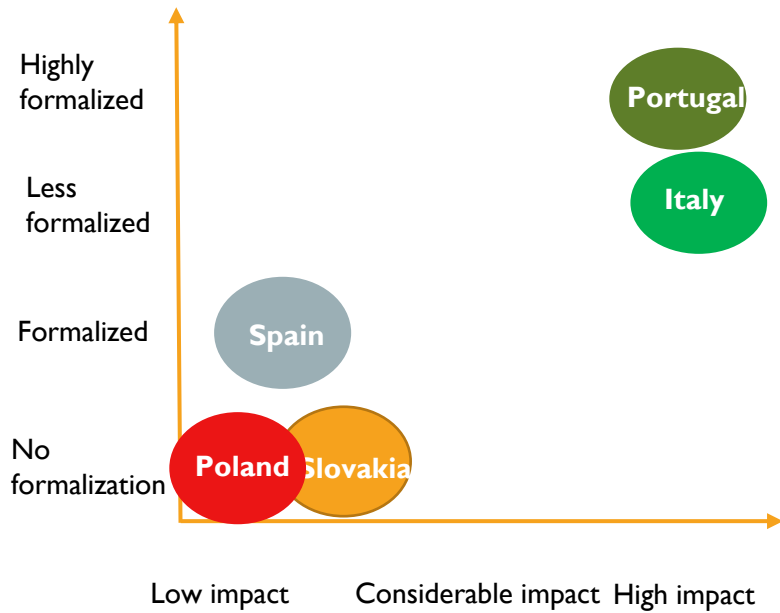 Highly
formalized
Portugal
Less
formalized
Italy
Formalized
Spain
No
formalization
Poland
Slovakia
Low impact
Considerable impact
High impact